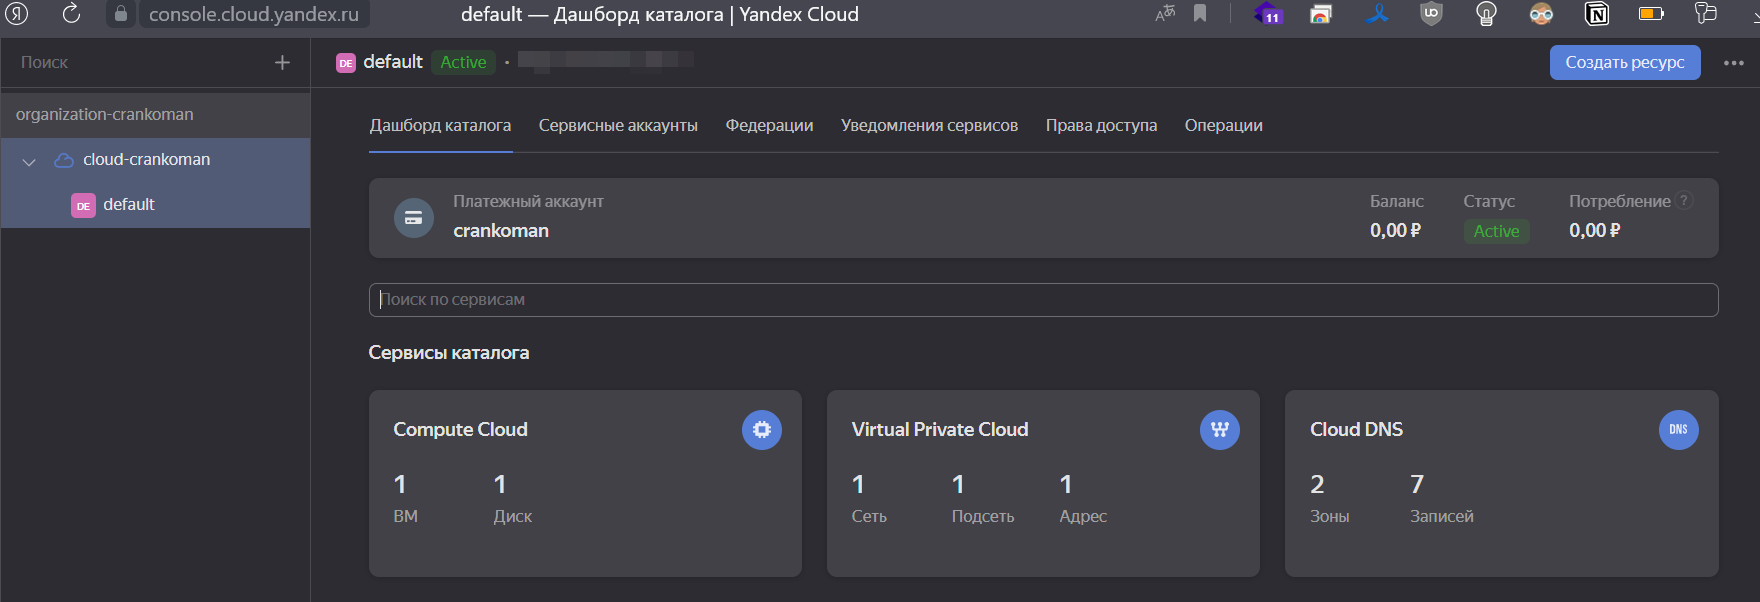 console.cloud.yandex.ru default — Дашборд каталога | Yandex Cloud 11
Поиск
DE default Active · Создать ресурс
organization-crankoman
cloud-crankoman
DE default
Дашборд каталога Сервисные аккаунты Федерации Уведомления сервисов Права доступа Операции
Платежный аккаунт Баланс Статус Потребление ?
crankoman 0,00 ₽ Active 0,00 ₽
Поиск по сервисам
Сервисы каталога
Compute Cloud Virtual Private Cloud Cloud DNS DNS
1 1 1 1 1 2 7
ВМ Диск Сеть Подсеть Адрес Зоны Записей